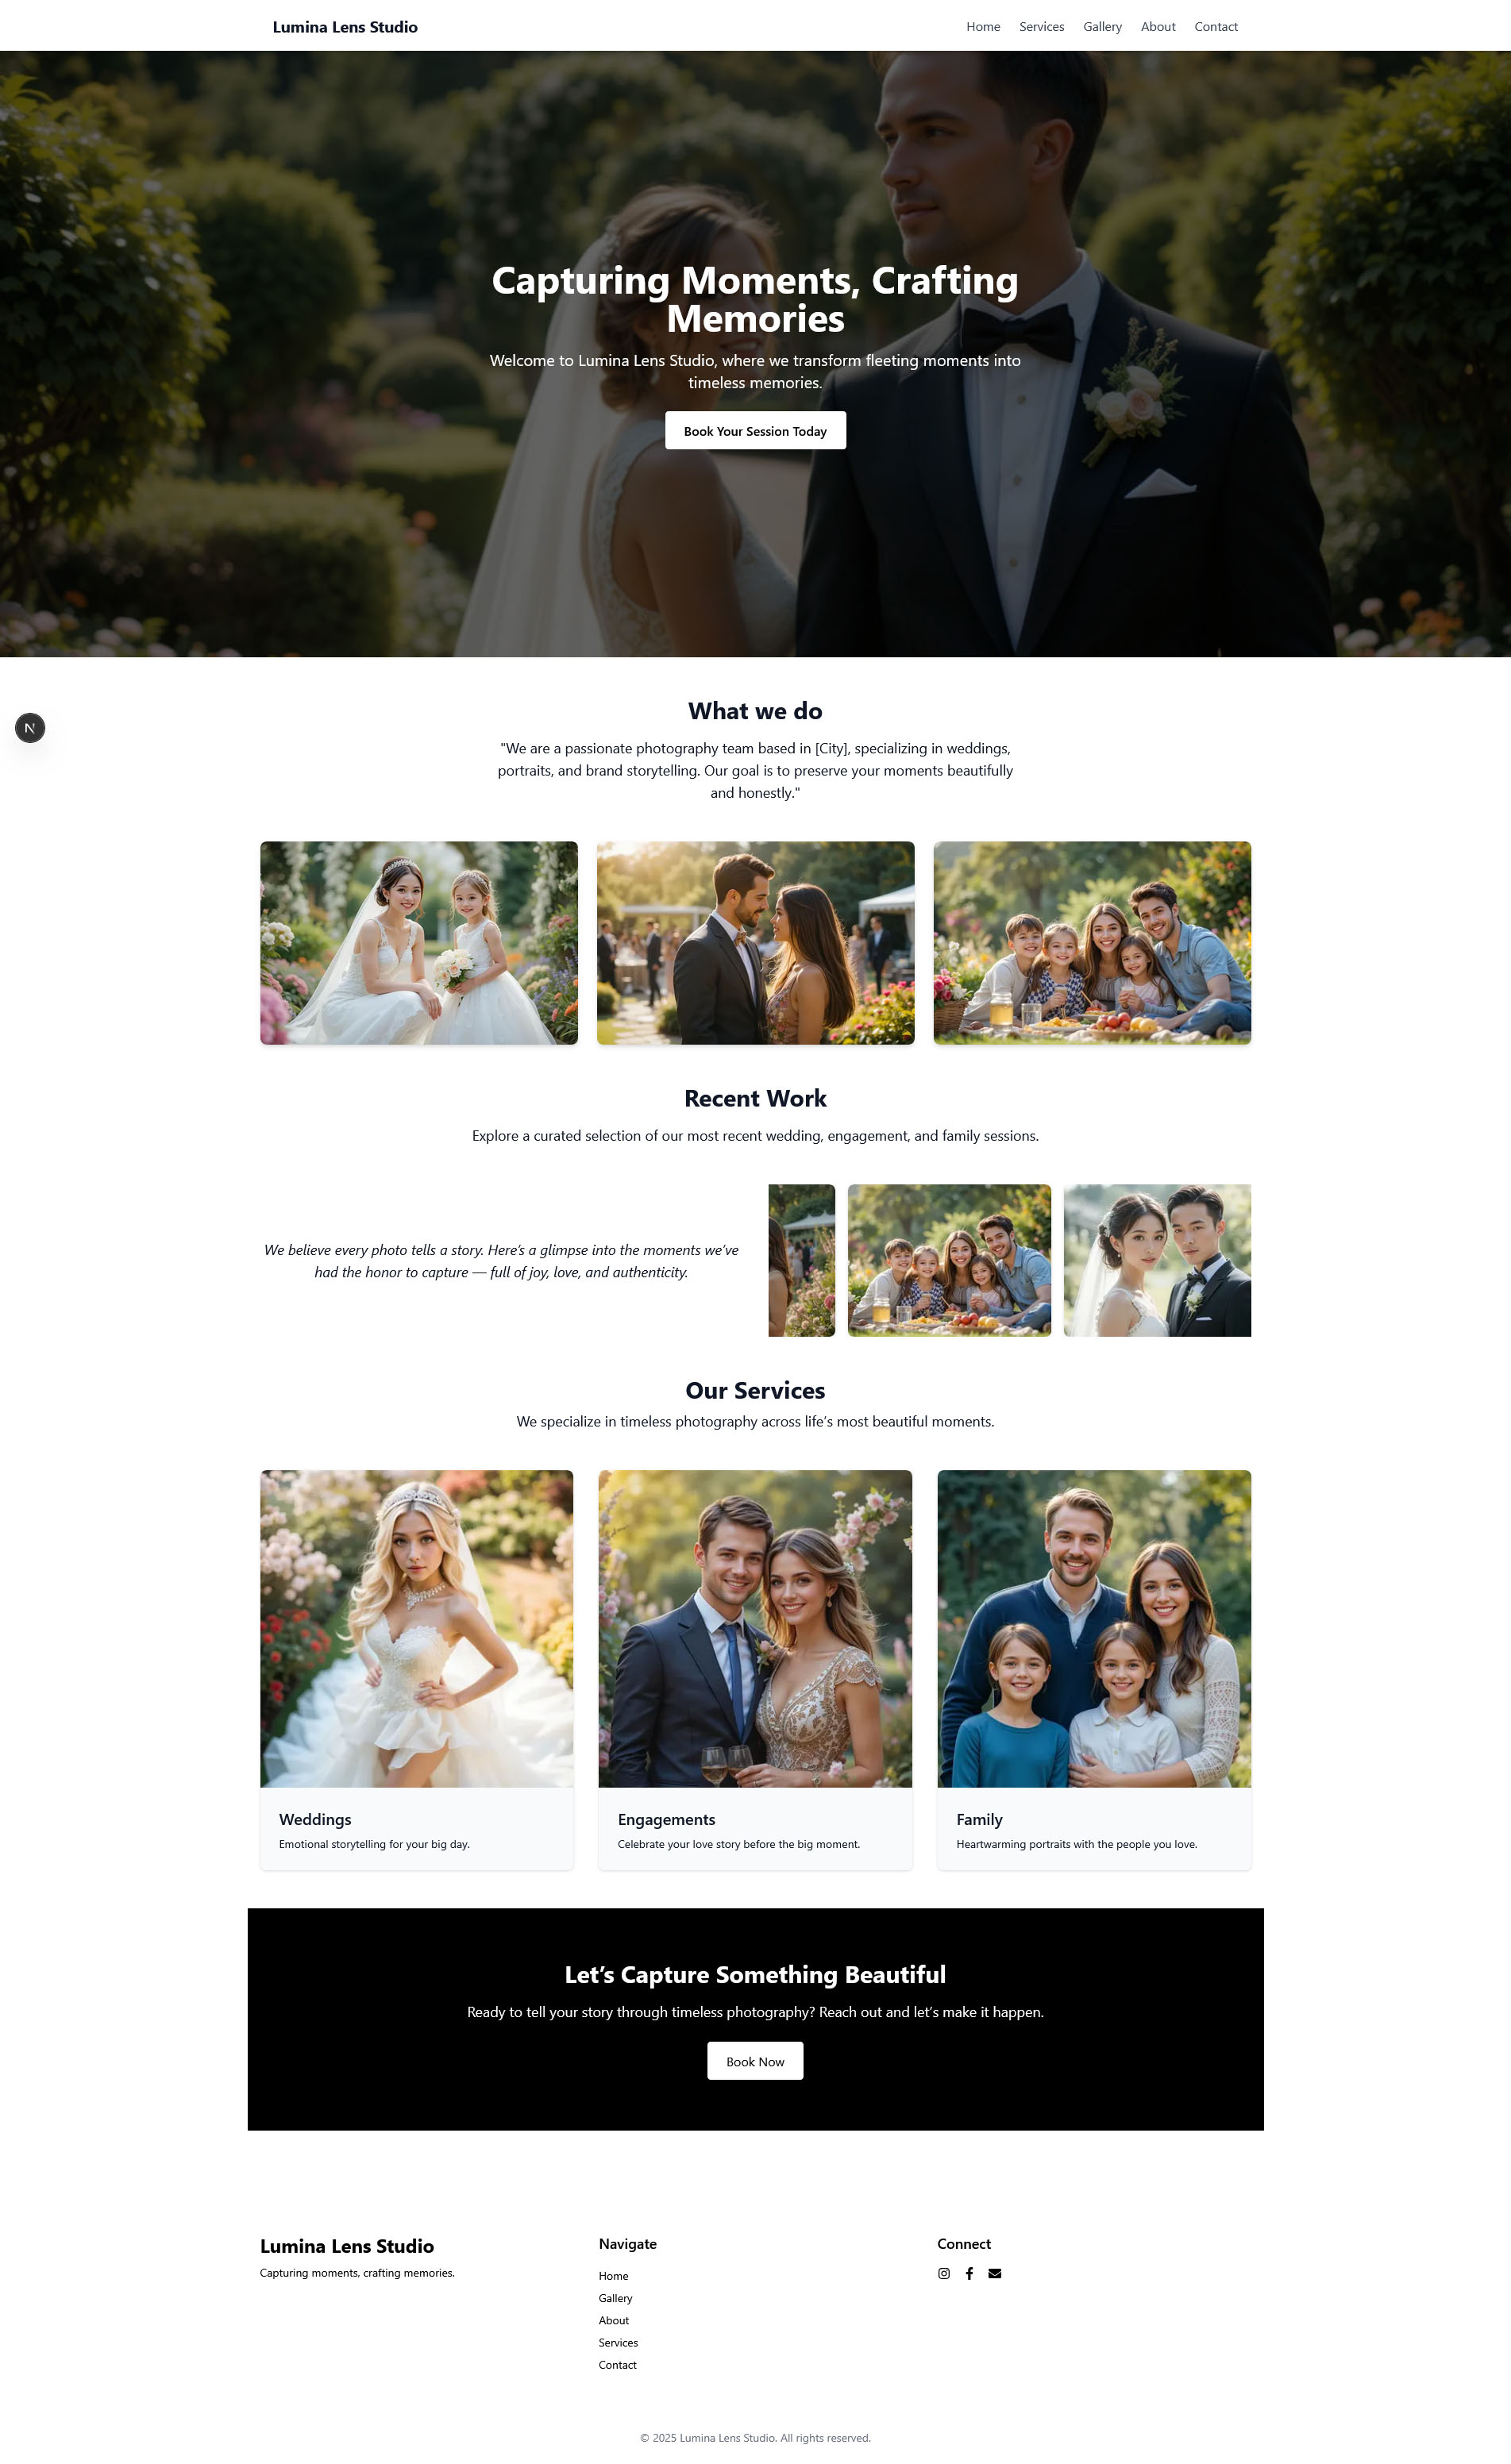 Lumina Lens Studio
Home Services Gallery About Contact
Capturing Moments, Crafting
Memories
Welcome to Lumina Lens Studio, where we transform fleeting moments into
timeless memories.
Book Your Session Today
N
What we do
"We are a passionate photography team based in [City], specializing in weddings,
portraits, and brand storytelling. Our goal is to preserve your moments beautifully
and honestly."
Recent Work
Explore a curated selection of our most recent wedding, engagement, and family sessions.
We believe every photo tells a story. Here’s a glimpse into the moments we’ve
had the honor to capture — full of joy, love, and authenticity.
Our Services
We specialize in timeless photography across life’s most beautiful moments.
Weddings
Emotional storytelling for your big day.
Engagements
Celebrate your love story before the big moment.
Family
Heartwarming portraits with the people you love.
Let’s Capture Something Beautiful
Ready to tell your story through timeless photography? Reach out and let’s make it happen.
Book Now
Lumina Lens Studio
Capturing moments, crafting memories.
Navigate
Home
Gallery
About
Services
Contact
Connect
© 2025 Lumina Lens Studio. All rights reserved.